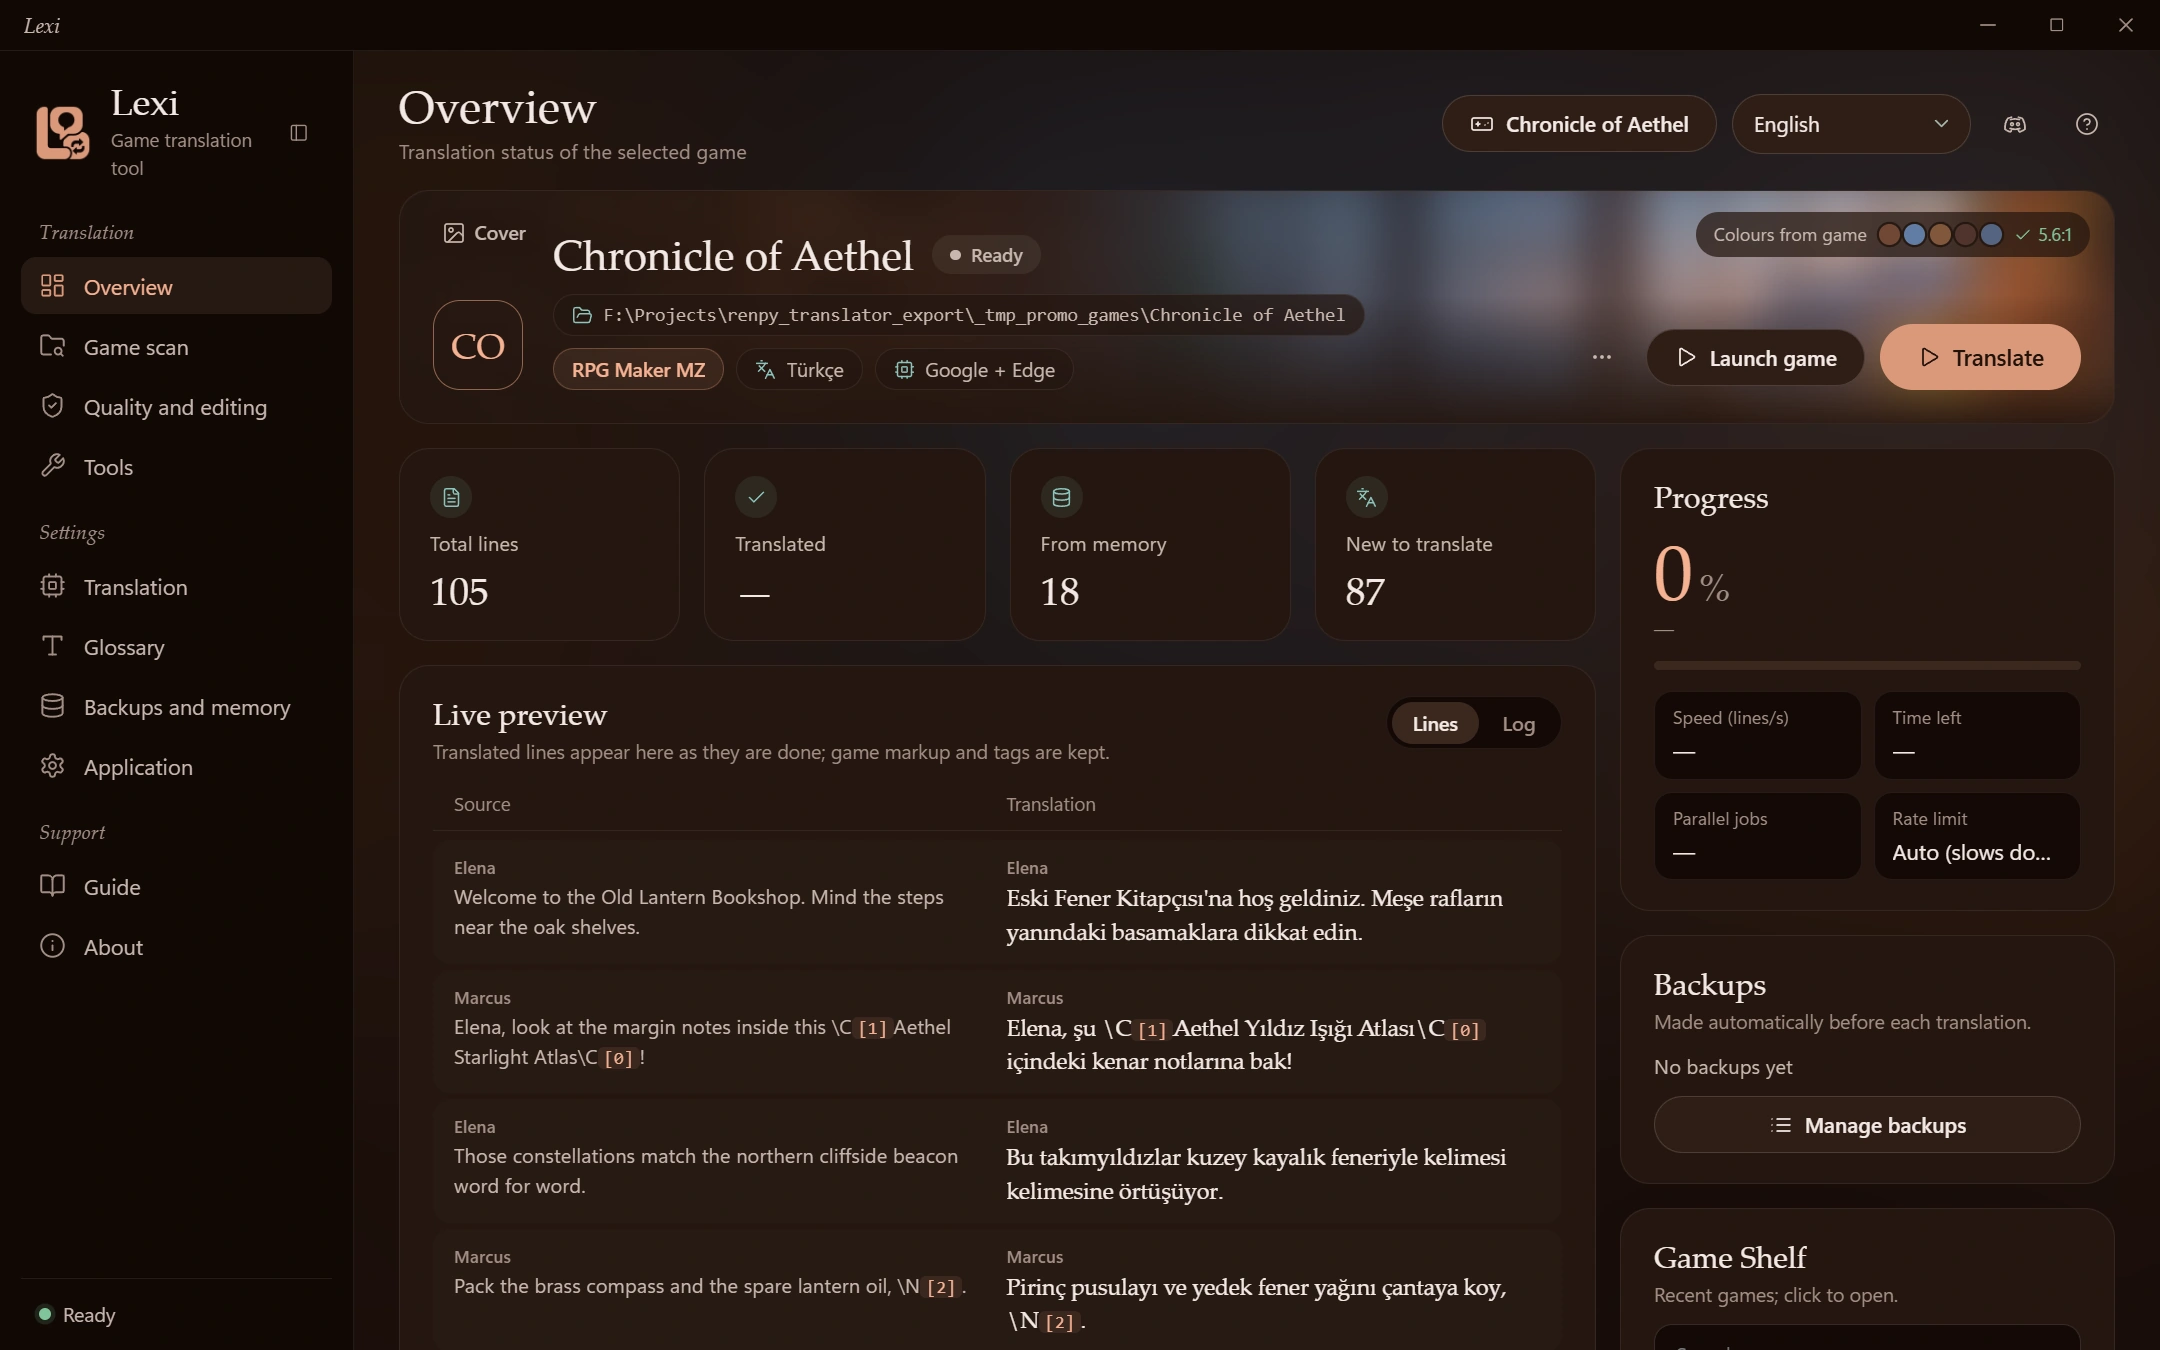 Lexi
Lexi
Game translation
tool
Translation
Overview
Game scan
Quality and editing
Tools
Settings
Translation
Glossary
Backups and memory
Application
Support
Guide
About
Ready
Overview
Translation status of the selected game
Chronicle of Aethel
English
Cover
Chronicle of Aethel
Ready
Colours from game
5.6:1
CO
F:\Projects\renpy_translator_export\_tmp_promo_games\Chronicle of Aethel
RPG Maker MZ
Türkçe
Google + Edge
Launch game
Translate
Total lines
105
Translated
—
From memory
18
New to translate
87
Live preview
Translated lines appear here as they are done; game markup and tags are kept.
Lines
Log
Source
Translation
Elena
Welcome to the Old Lantern Bookshop. Mind the steps
near the oak shelves.
Elena
Eski Fener Kitapçısı'na hoş geldiniz. Meşe rafların
yanındaki basamaklara dikkat edin.
Marcus
Elena, look at the margin notes inside this \C[1]Aethel
Starlight Atlas\C[0]!
Marcus
Elena, şu \C[1]Aethel Yıldız Işığı Atlası\C[0]
içindeki kenar notlarına bak!
Elena
Those constellations match the northern cliffside beacon
word for word.
Elena
Bu takımyıldızlar kuzey kayalık feneriyle kelimesi
kelimesine örtüşüyor.
Marcus
Pack the brass compass and the spare lantern oil, \N[2].
Marcus
Pirinç pusulayı ve yedek fener yağını çantaya koy,
\N[2].
Progress
0%
—
Speed (lines/s)
—
Time left
—
Parallel jobs
—
Rate limit
Auto (slows do...
Backups
Made automatically before each translation.
No backups yet
Manage backups
Game Shelf
Recent games; click to open.